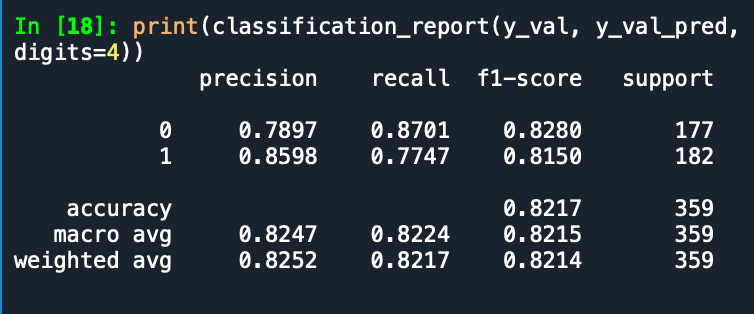 In [18]: print(classification_report(y_val, y_val_pred,
digits=4))
              precision    recall  f1-score   support

           0     0.7897    0.8701    0.8280       177
           1     0.8598    0.7747    0.8150       182

    accuracy                         0.8217       359
   macro avg     0.8247    0.8224    0.8215       359
weighted avg     0.8252    0.8217    0.8214       359